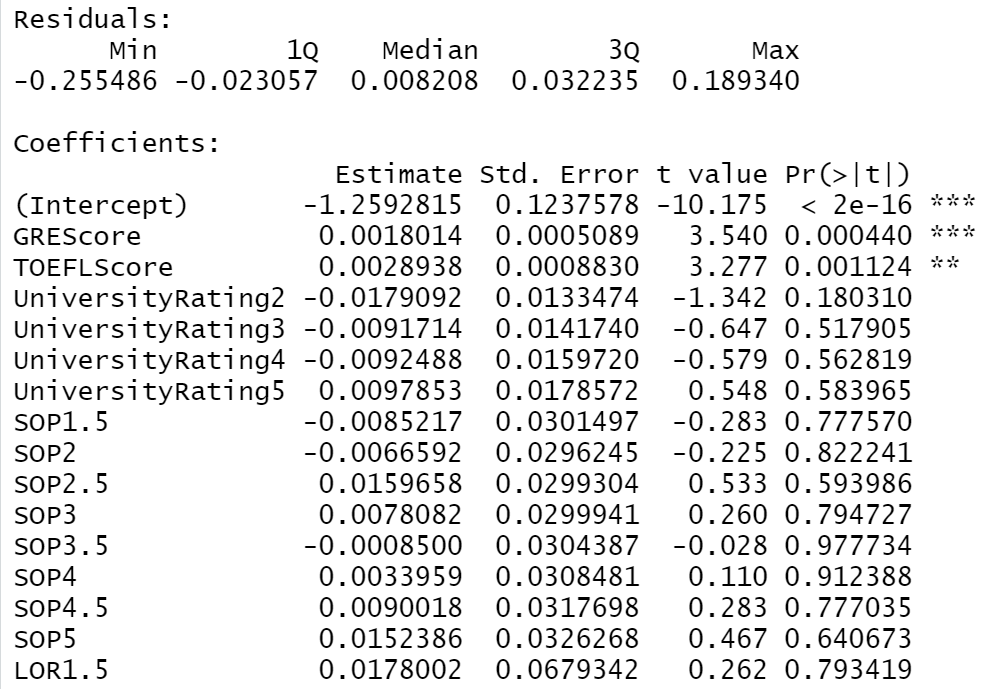 Residuals:
      Min        1Q    Median        3Q       Max
-0.255486 -0.023057  0.008208  0.032235  0.189340

Coefficients:
                    Estimate Std. Error t value Pr(>|t|)
(Intercept)       -1.2592815  0.1237578 -10.175  < 2e-16 ***
GREScore           0.0018014  0.0005089   3.540 0.000440 ***
TOEFLScore         0.0028938  0.0008830   3.277 0.001124 **
UniversityRating2 -0.0179092  0.0133474  -1.342 0.180310
UniversityRating3 -0.0091714  0.0141740  -0.647 0.517905
UniversityRating4 -0.0092488  0.0159720  -0.579 0.562819
UniversityRating5  0.0097853  0.0178572   0.548 0.583965
SOP1.5            -0.0085217  0.0301497  -0.283 0.777570
SOP2              -0.0066592  0.0296245  -0.225 0.822241
SOP2.5             0.0159658  0.0299304   0.533 0.593986
SOP3               0.0078082  0.0299941   0.260 0.794727
SOP3.5            -0.0008500  0.0304387  -0.028 0.977734
SOP4               0.0033959  0.0308481   0.110 0.912388
SOP4.5             0.0090018  0.0317698   0.283 0.777035
SOP5               0.0152386  0.0326268   0.467 0.640673
LOR1.5             0.0178002  0.0679342   0.262 0.793419